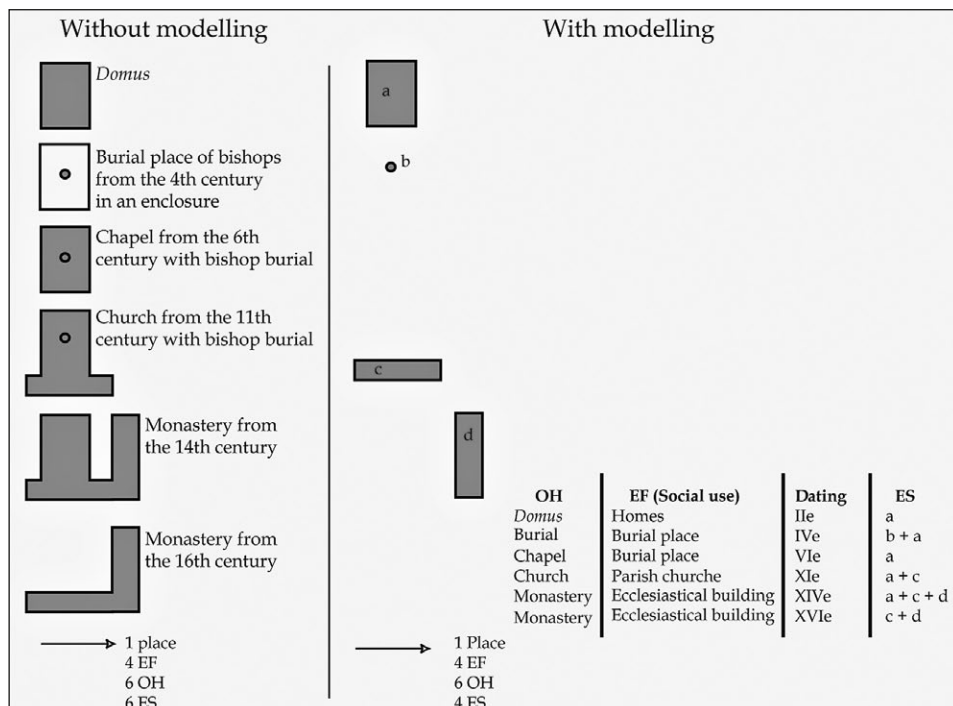 Without modelling
Domus
Burial place of bishops
from the 4th century
in an enclosure
Chapel from the 6th
century with bishop burial
Church from the 11th
century with bishop burial
Monastery from
the 14th century
Monastery from
the 16th century
1 place
4 EF
6 OH
6 ES
With modelling
a
b
c
d
OH EF (Social use) Dating ES
Domus Homes IIe a
Burial Burial place IVe b + a
Chapel Burial place VIe a
Church Parish churche XIe a + c
Monastery Ecclesiastical building XIVe a + c + d
Monastery Ecclesiastical building XVIe c + d
1 Place
4 EF
6 OH
4 ES